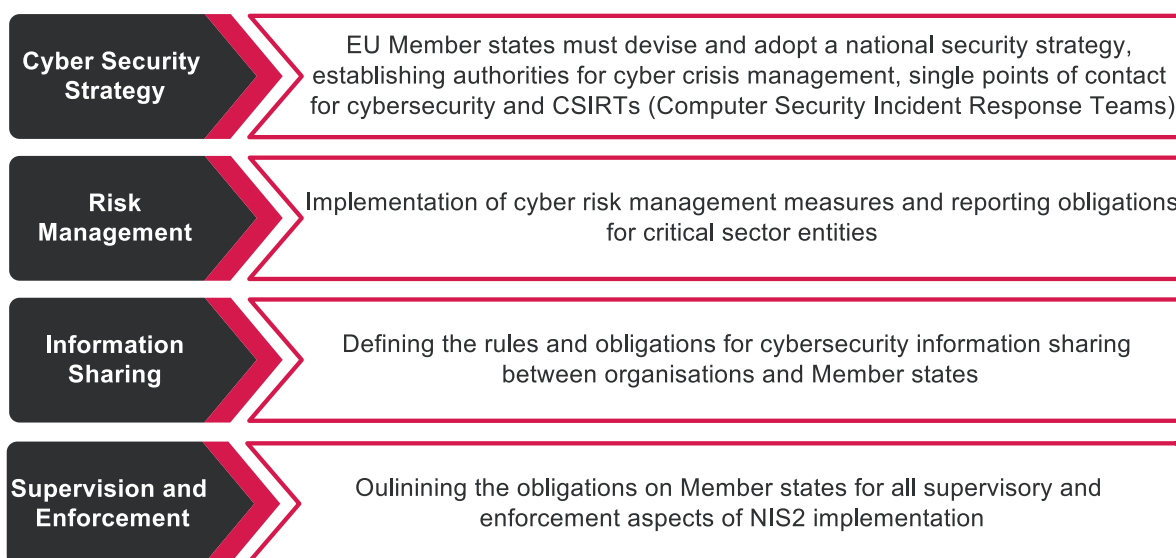 Cyber Security
Strategy
EU Member states must devise and adopt a national security strategy,
establishing authorities for cyber crisis management, single points of contact
for cybersecurity and CSIRTs (Computer Security Incident Response Teams)
Risk
Management
Implementation of cyber risk management measures and reporting obligations
for critical sector entities
Information
Sharing
Defining the rules and obligations for cybersecurity information sharing
between organisations and Member states
Supervision and
Enforcement
Oulinining the obligations on Member states for all supervisory and
enforcement aspects of NIS2 implementation